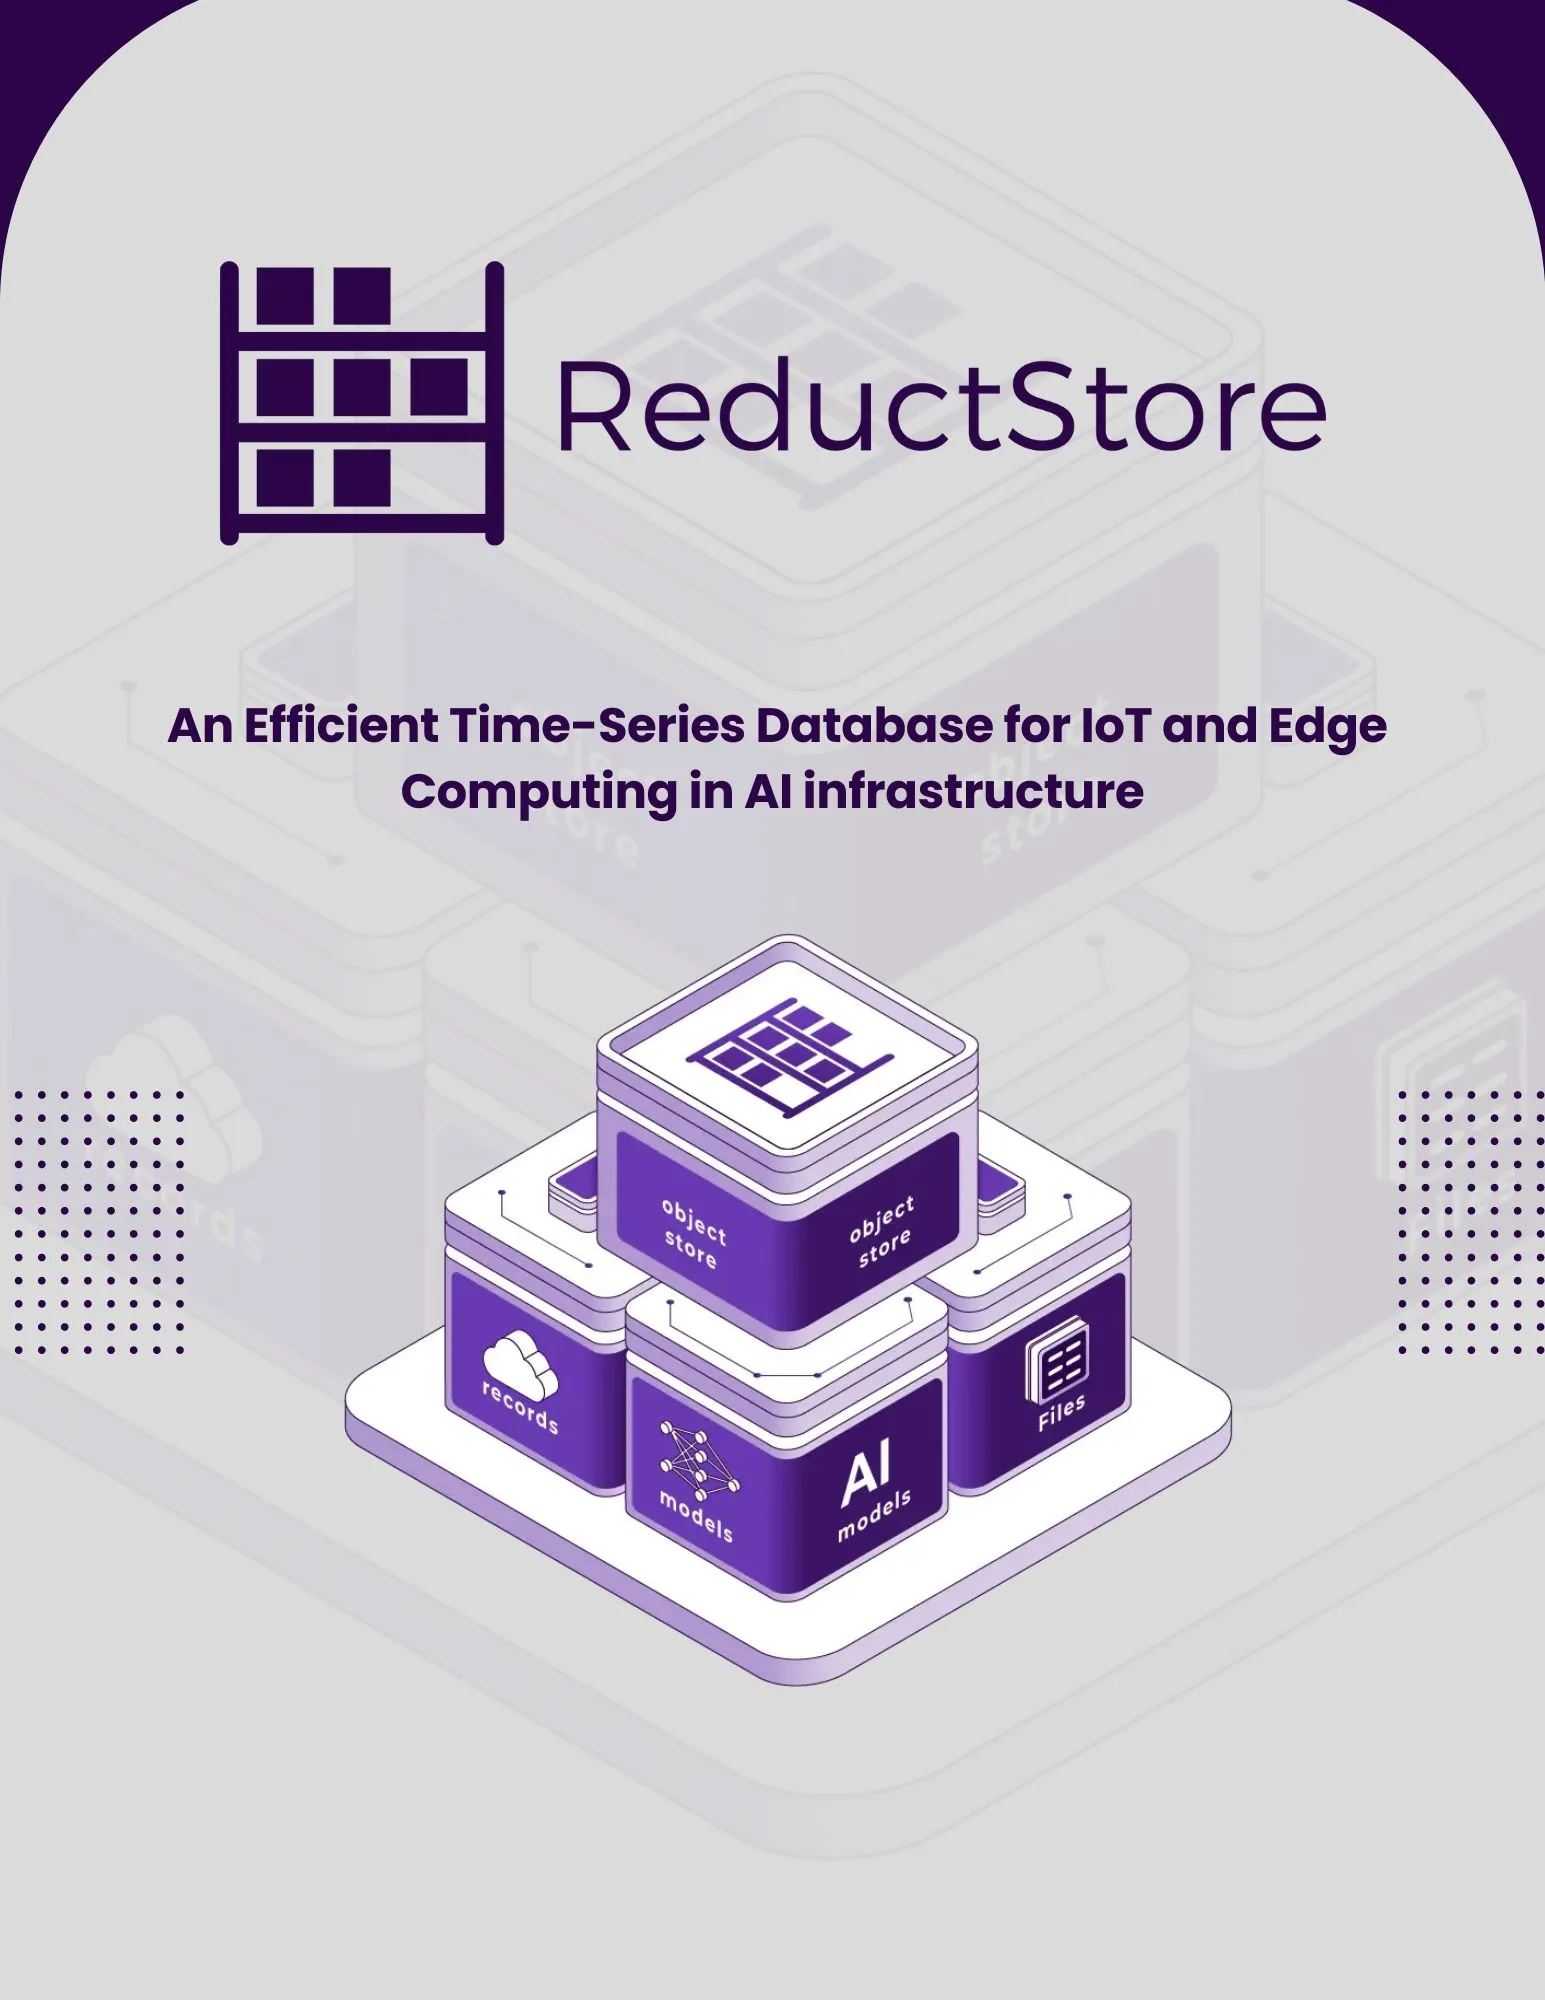 ReductStore
An Efficient Time-Series Database for IoT and Edge
Computing in AI infrastructure
object
store
object
store
records
models
AI
models
Files